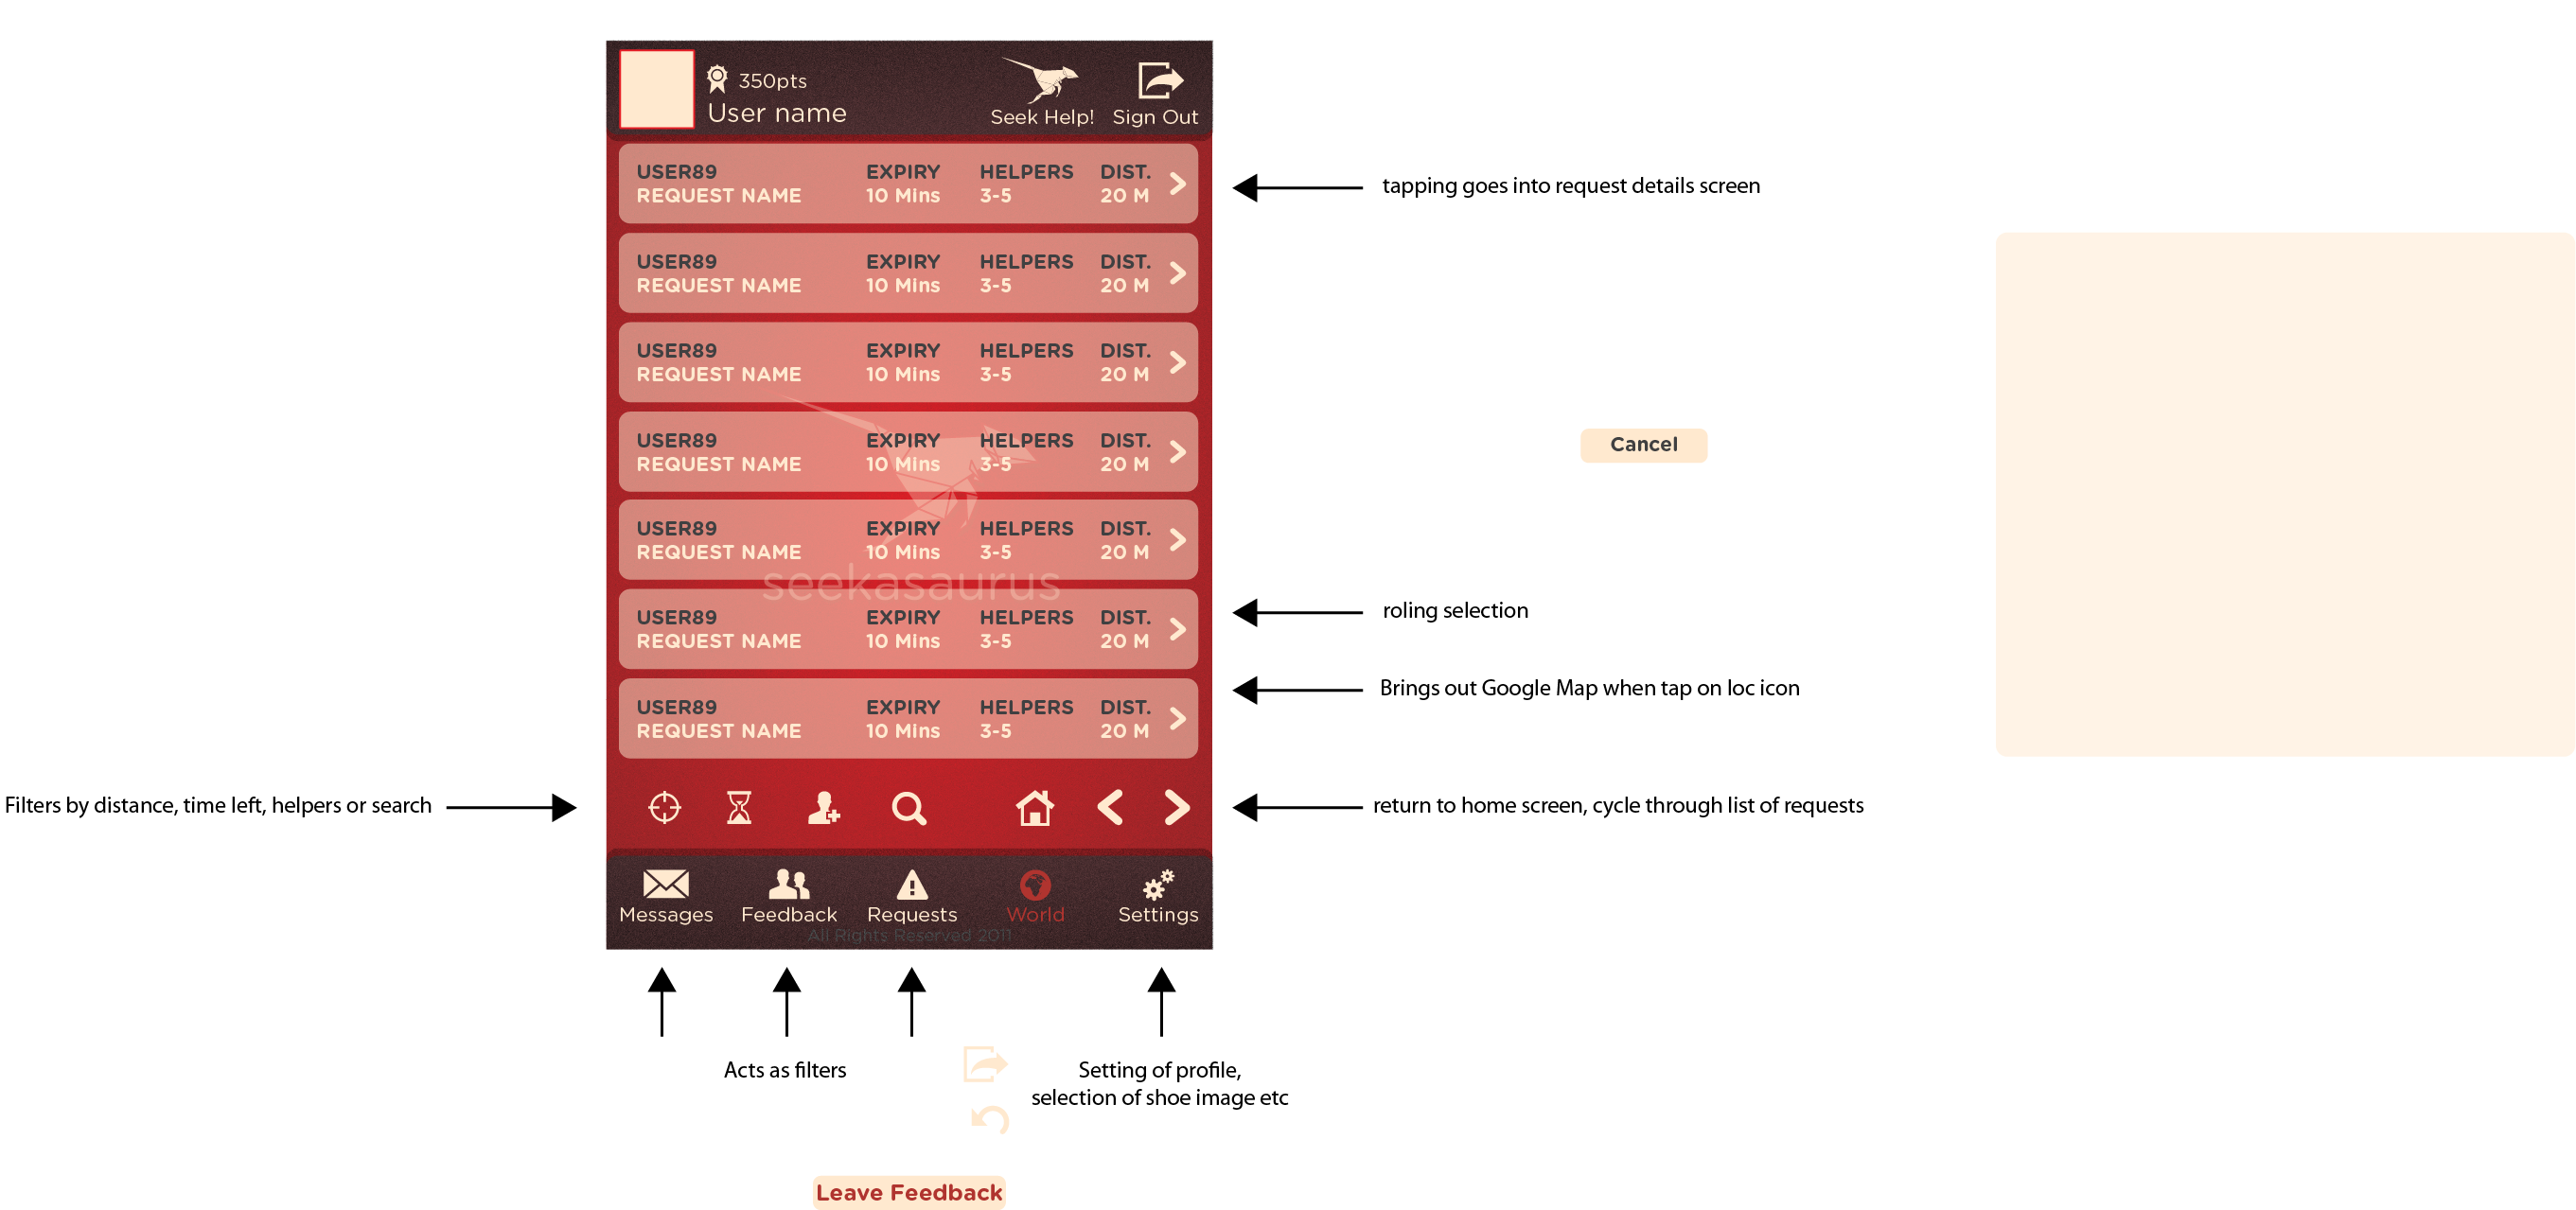 350pts
User name
Seek Help!
Sign Out
USER89 EXPIRY HELPERS DIST.
REQUEST NAME 10 Mins 3-5 20 M
tapping goes into request details screen
USER89 EXPIRY HELPERS DIST.
REQUEST NAME 10 Mins 3-5 20 M
USER89 EXPIRY HELPERS DIST.
REQUEST NAME 10 Mins 3-5 20 M
USER89 EXPIRY HELPERS DIST.
REQUEST NAME 10 Mins 3-5 20 M
Cancel
USER89 EXPIRY HELPERS DIST.
REQUEST NAME 10 Mins 3-5 20 M
seekasaurus
USER89 EXPIRY HELPERS DIST.
REQUEST NAME 10 Mins 3-5 20 M
roling selection
Brings out Google Map when tap on loc icon
USER89 EXPIRY HELPERS DIST.
REQUEST NAME 10 Mins 3-5 20 M
Filters by distance, time left, helpers or search
return to home screen, cycle through list of requests
Messages Feedback Requests World Settings
All Rights Reserved 2011
Acts as filters
Setting of profile,
selection of shoe image etc
Leave Feedback